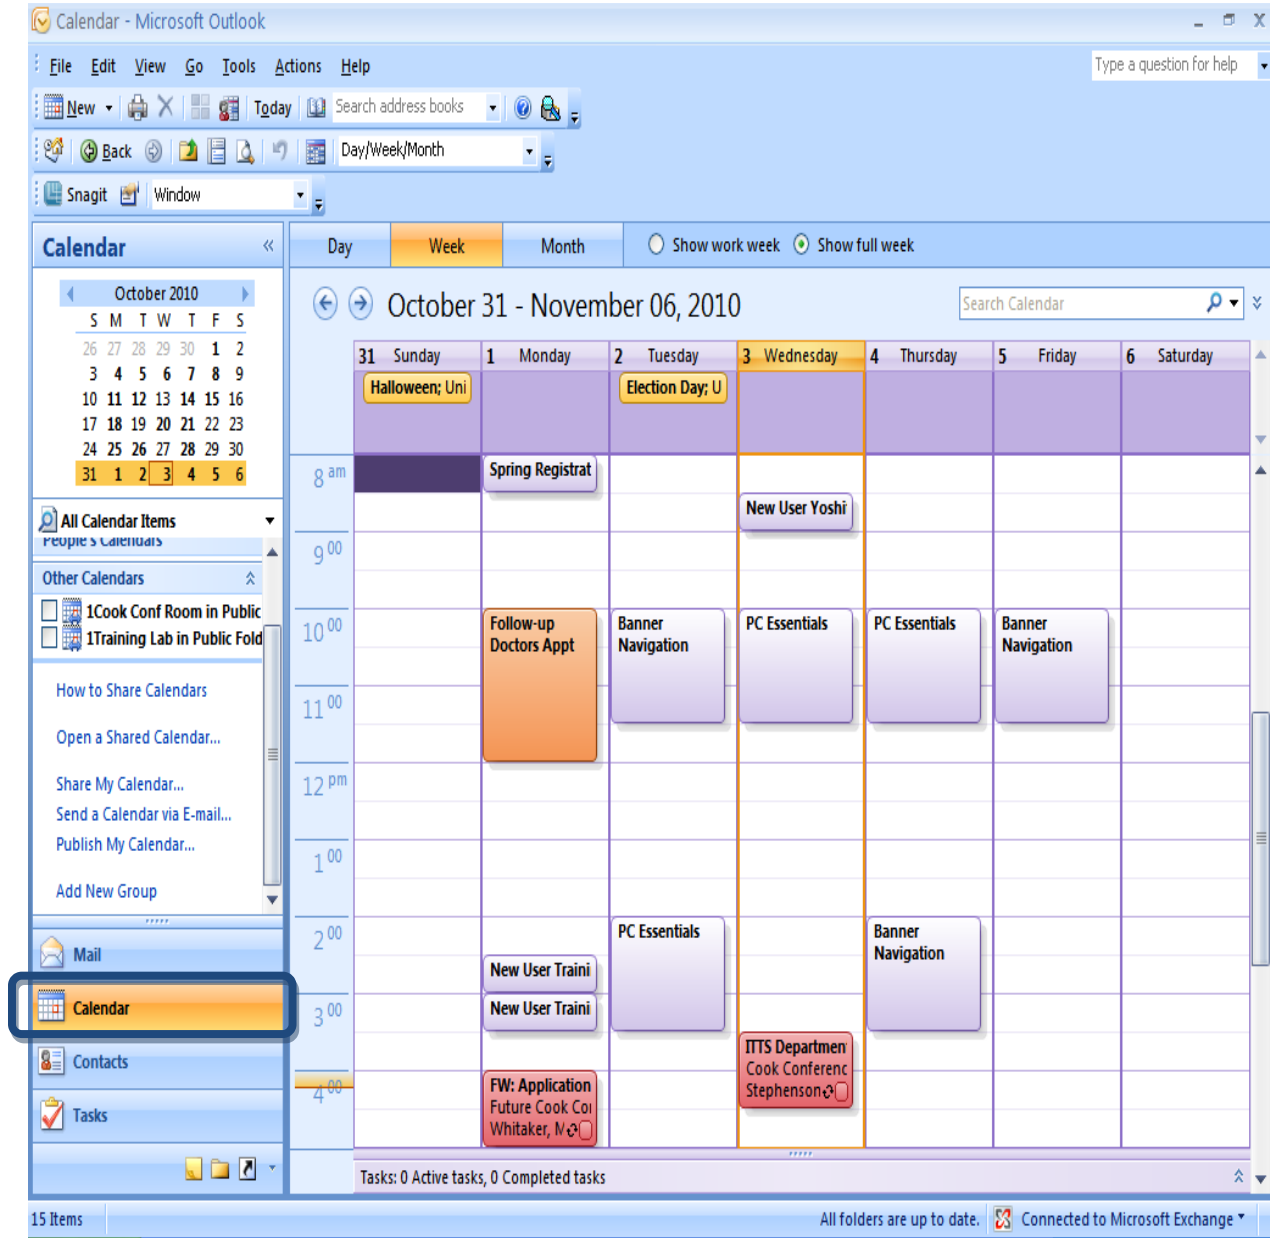 Calendar - Microsoft Outlook
File Edit View Go Tools Actions Help
Type a question for help
New Today Search address books
Back Day/Week/Month
Snagit Window
Calendar «
Day Week Month Show work week Show full week
October 2010
S M T W T F S
26 27 28 29 30 1 2
3 4 5 6 7 8 9
10 11 12 13 14 15 16
17 18 19 20 21 22 23
24 25 26 27 28 29 30
31 1 2 3 4 5 6
All Calendar Items
People's Calendars
Other Calendars
1Cook Conf Room in Public
1Training Lab in Public Fold
How to Share Calendars
Open a Shared Calendar...
Share My Calendar...
Send a Calendar via E-mail...
Publish My Calendar...
Add New Group
Mail
Calendar
Contacts
Tasks
October 31 - November 06, 2010
Search Calendar
31 Sunday 1 Monday 2 Tuesday 3 Wednesday 4 Thursday 5 Friday 6 Saturday
Halloween; Uni
Election Day; U
8 am
Spring Registrat
New User Yoshi
9 00
10 00
Follow-up
Doctors Appt
Banner
Navigation
PC Essentials
PC Essentials
Banner
Navigation
11 00
12 pm
1 00
2 00
PC Essentials
Banner
Navigation
New User Traini
3 00
New User Traini
ITTS Departmen
Cook Conferenc
Stephenson
4 00
FW: Application
Future Cook Co
Whitaker, M
Tasks: 0 Active tasks, 0 Completed tasks
15 Items
All folders are up to date.
Connected to Microsoft Exchange